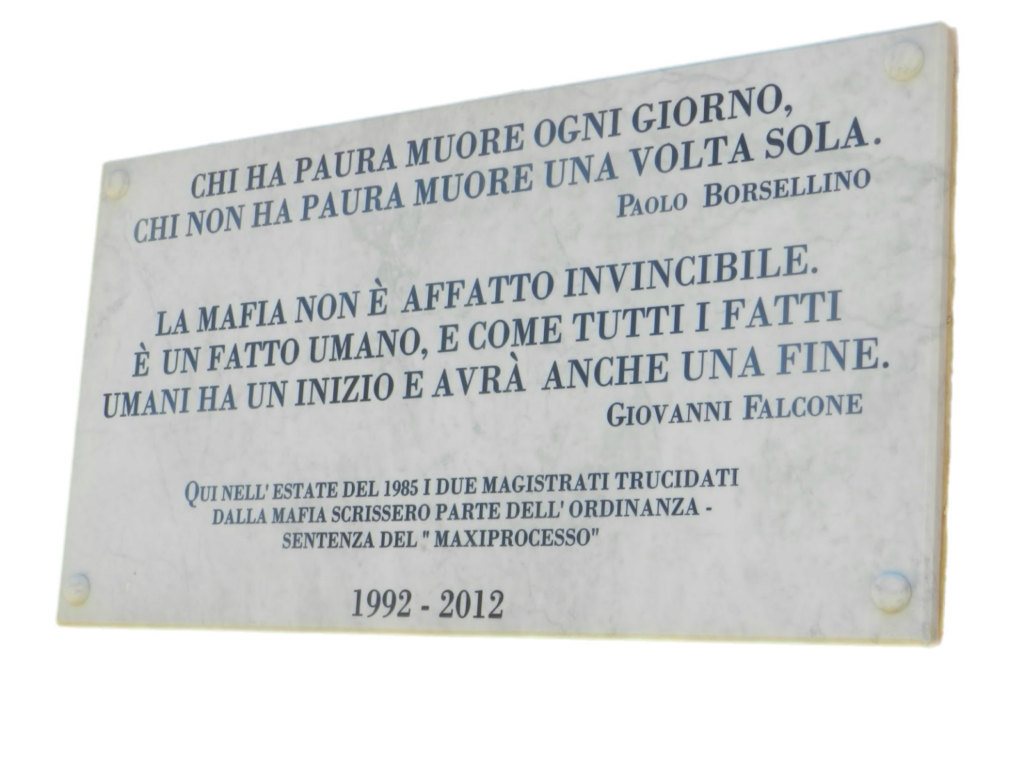 CHI HA PAURA MUORE OGNI GIORNO,
CHI NON HA PAURA MUORE UNA VOLTA SOLA.
PAOLO BORSELLINO
LA MAFIA NON È AFFATTO INVINCIBILE.
È UN FATTO UMANO, E COME TUTTI I FATTI
UMANI HA UN INIZIO E AVRÀ ANCHE UNA FINE.
GIOVANNI FALCONE
QUI NELL' ESTATE DEL 1985 I DUE MAGISTRATI TRUCIDATI
DALLA MAFIA SCRISSERO PARTE DELL' ORDINANZA -
SENTENZA DEL " MAXIPROCESSO"
1992 - 2012